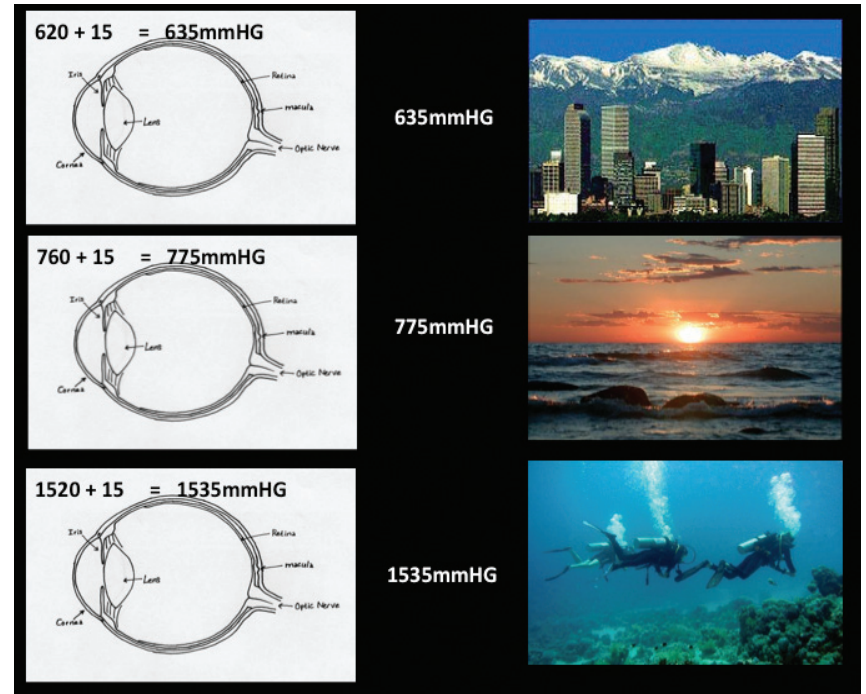 620 + 15 = 635mmHG
Iris
Retina
macula
Lens
Optic Nerve
Cornea
635mmHG
760 + 15 = 775mmHG
Iris
Retina
macula
Lens
Optic Nerve
Cornea
775mmHG
1520 + 15 = 1535mmHG
Iris
Retina
macula
Lens
Optic Nerve
Cornea
1535mmHG